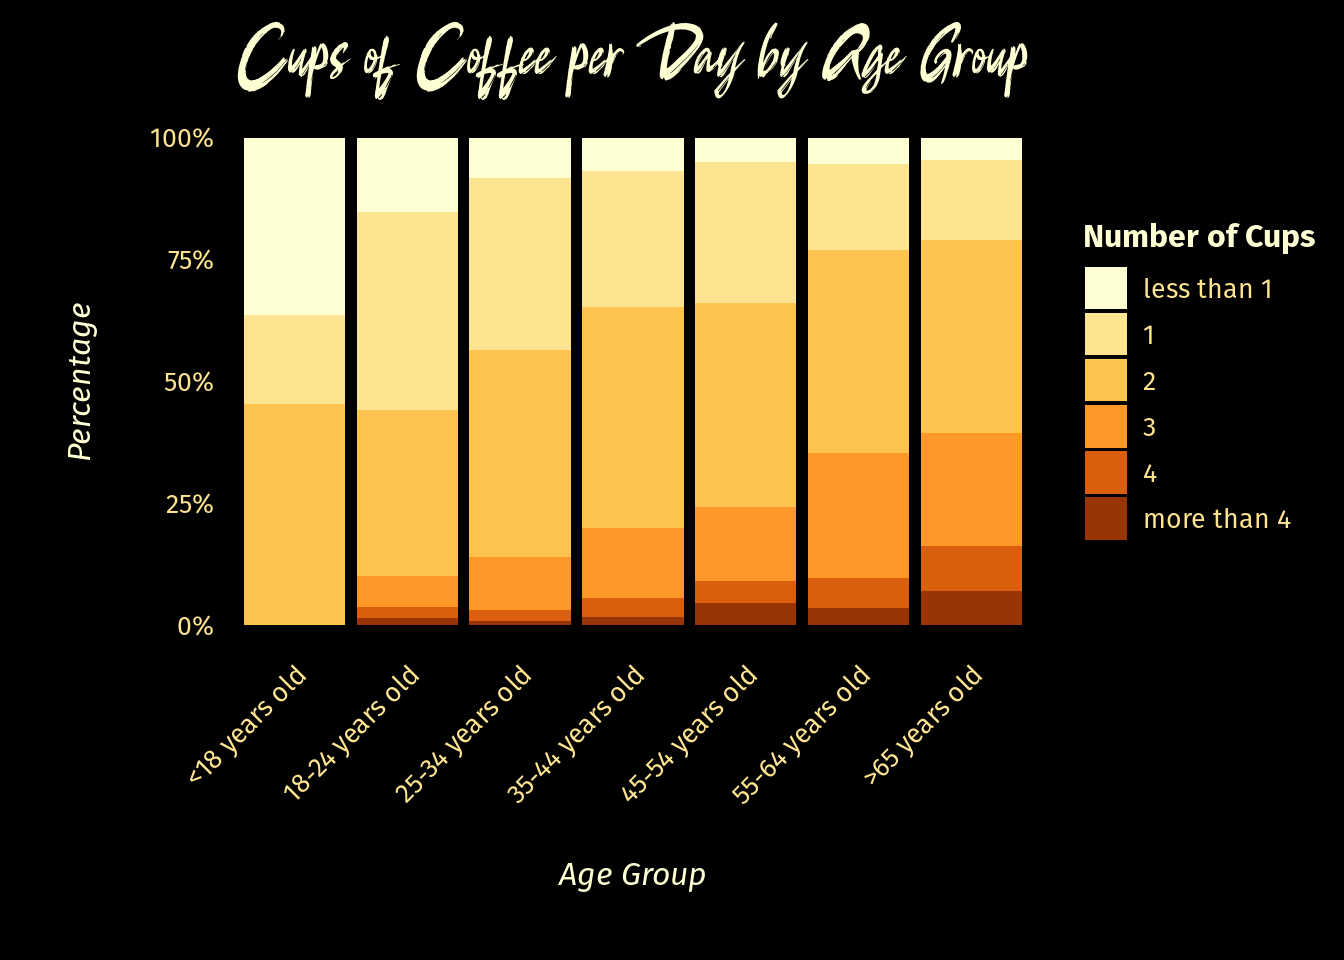 Cups of Coffee per Day by Age Group
100%
75%
50%
25%
0%
Percentage
<18 years old
18-24 years old
25-34 years old
35-44 years old
45-54 years old
55-64 years old
>65 years old
Age Group
Number of Cups
less than 1
1
2
3
4
more than 4